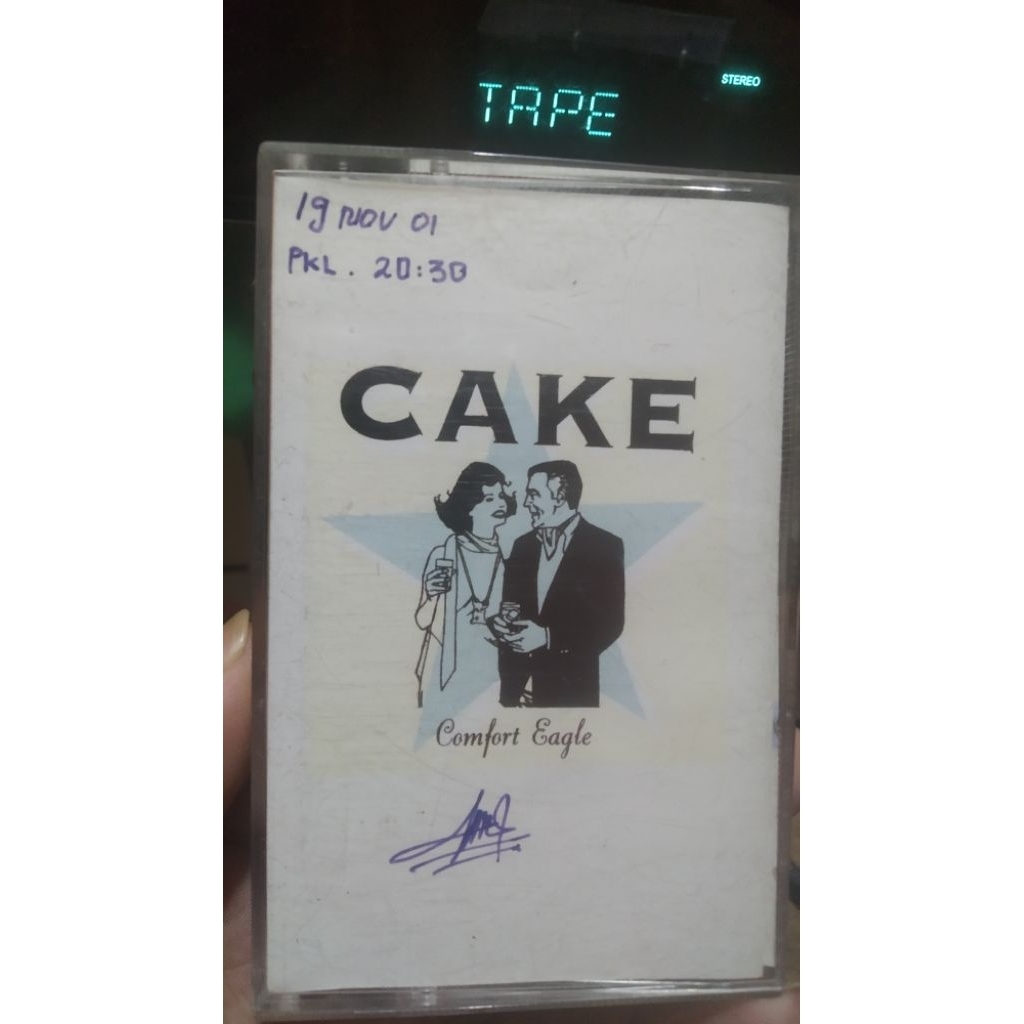 TAPE
STEREO
19 NOV 01
PKL. 20:30
CAKE
Comfort Eagle